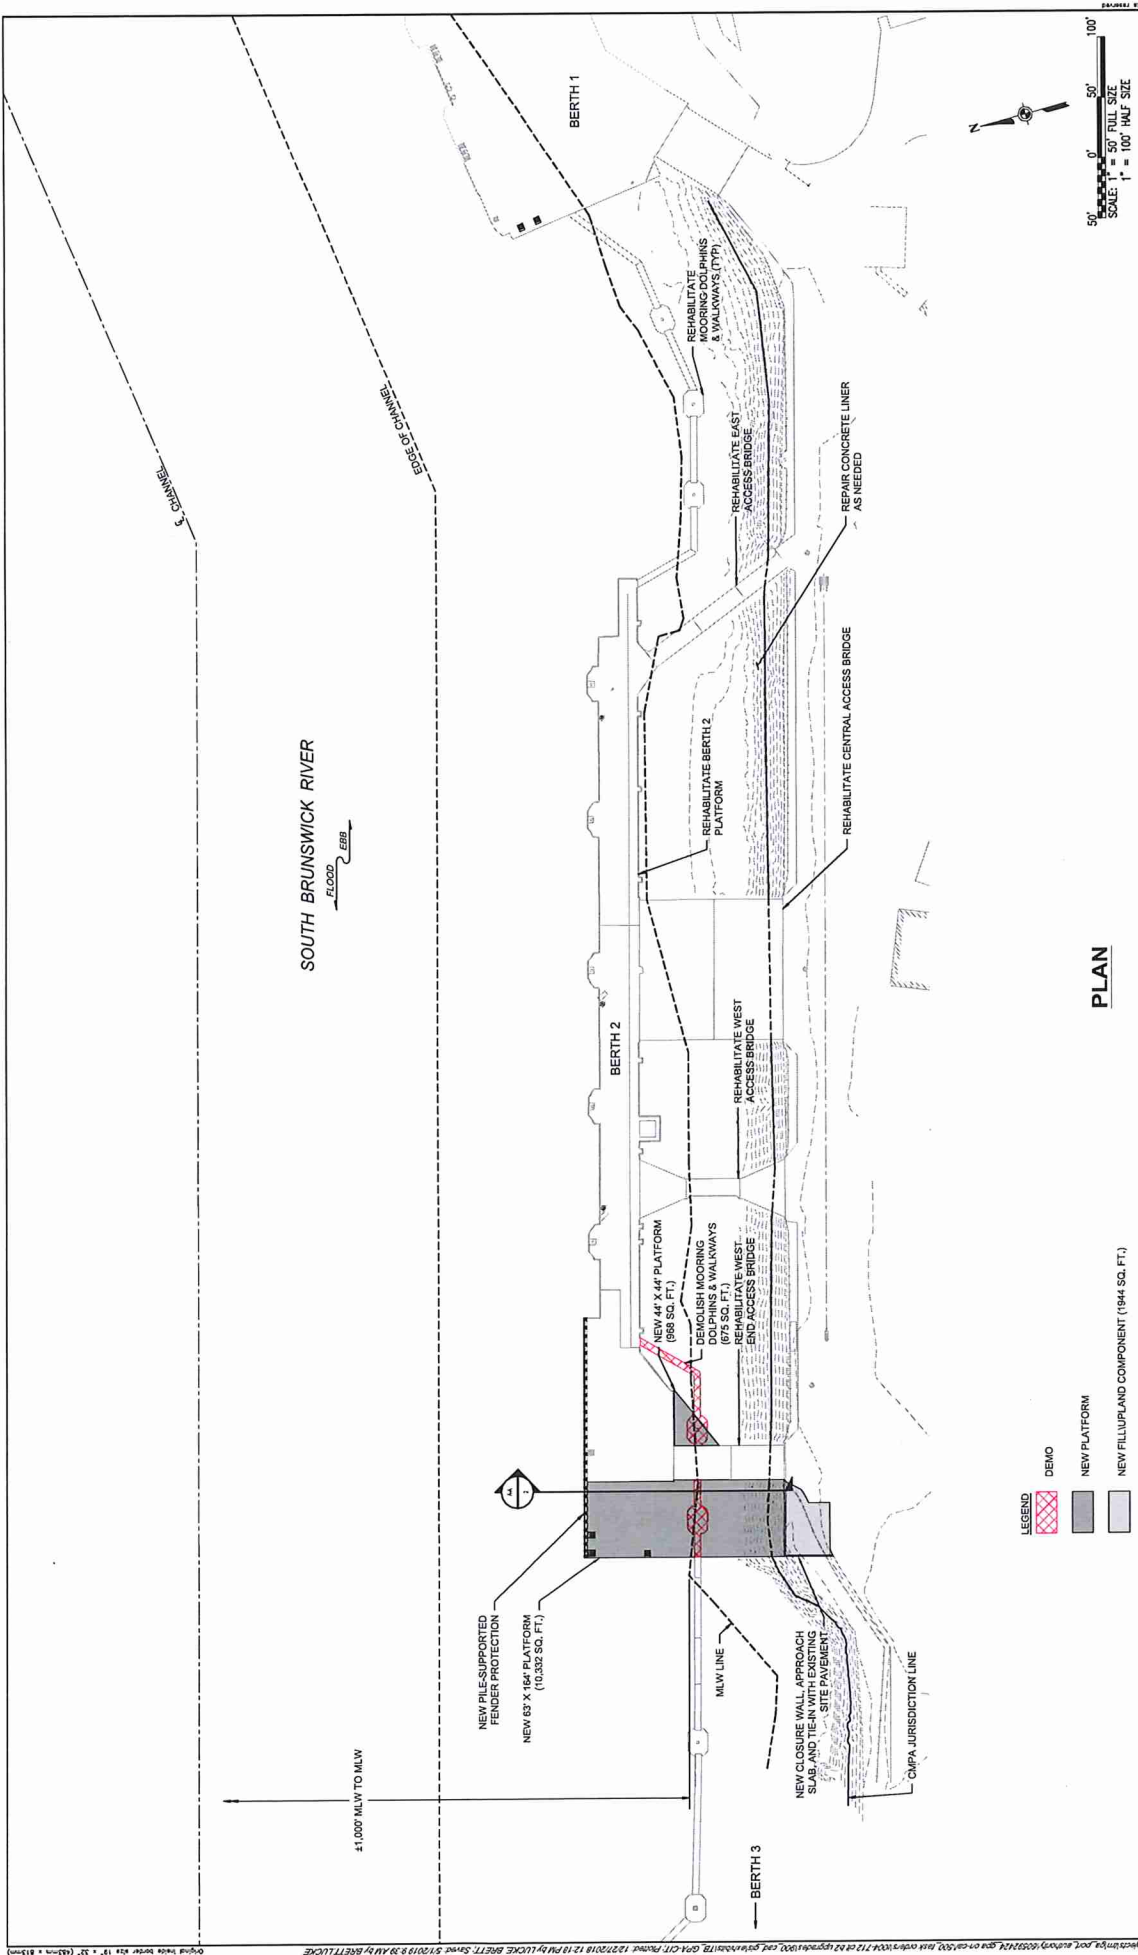 BERTH 1
℄ CHANNEL
EDGE OF CHANNEL
SOUTH BRUNSWICK RIVER
FLOOD
EBB
REHABILITATE
MOORING DOLPHINS
& WALKWAYS (TYP)
REHABILITATE EAST
ACCESS BRIDGE
REPAIR CONCRETE LINER
AS NEEDED
REHABILITATE BERTH 2
PLATFORM
REHABILITATE CENTRAL ACCESS BRIDGE
BERTH 2
REHABILITATE WEST
ACCESS BRIDGE
NEW 44' X 44' PLATFORM
(968 SQ. FT.)
DEMOLISH MOORING
DOLPHINS & WALKWAYS
(675 SQ. FT.)
REHABILITATE WEST
END ACCESS BRIDGE
AA
2
NEW PILE-SUPPORTED
FENDER PROTECTION
NEW 63' X 164' PLATFORM
(10,332 SQ. FT.)
±1,000' MLW TO MLW
MLW LINE
NEW CLOSURE WALL, APPROACH
SLAB, AND TIE-IN WITH EXISTING
SITE PAVEMENT
CMPA JURISDICTION LINE
BERTH 3
PLAN
LEGEND
DEMO
NEW PLATFORM
NEW FILL/UPLAND COMPONENT (1944 SQ. FT.)
N
50' 0' 50' 100'
SCALE: 1" = 50' FULL SIZE
1" = 100' HALF SIZE